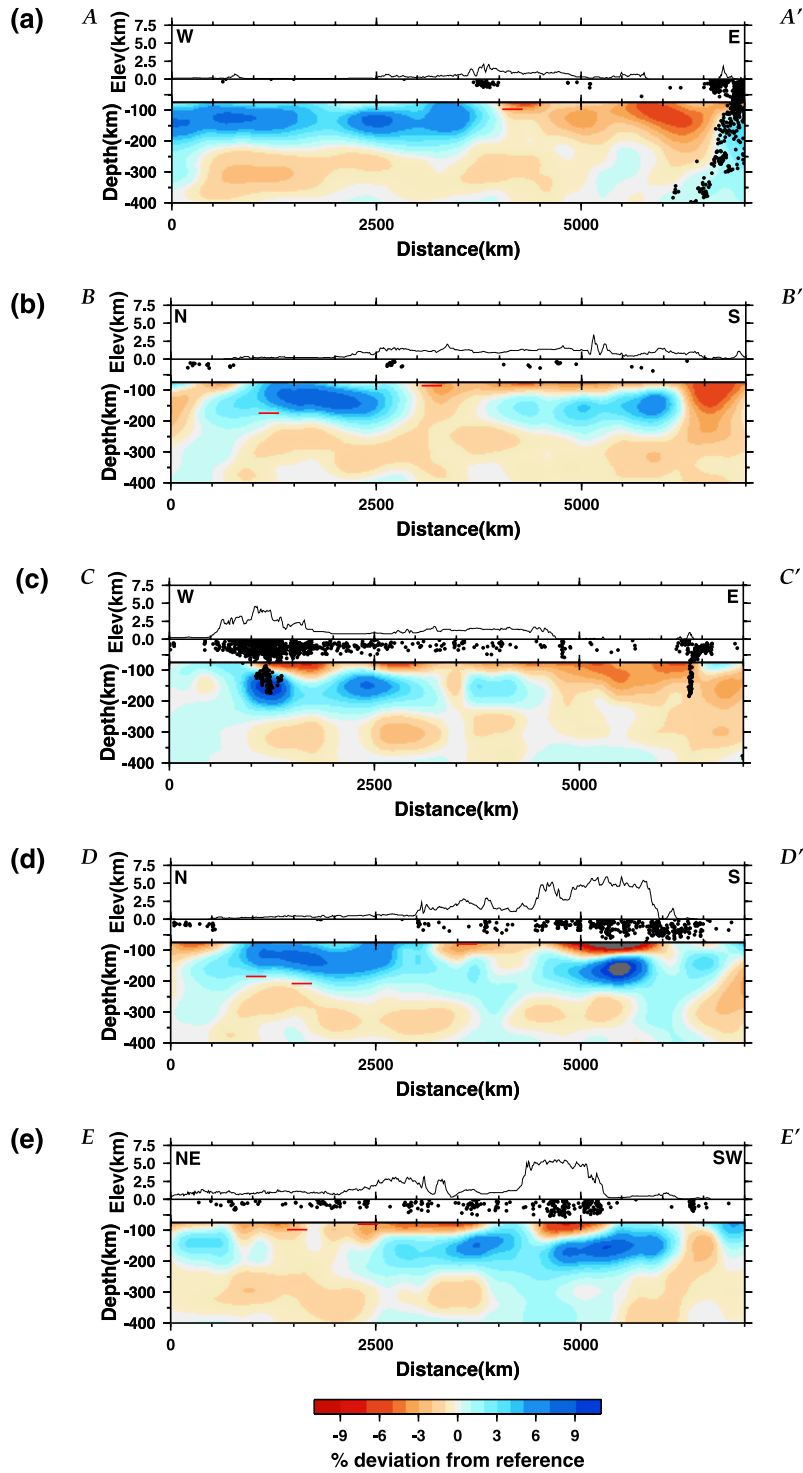 (a) A A′
W E
Elev(km)
7.5
5.0
2.5
0.0
Depth(km)
-100
-200
-300
-400
0 2500 5000
Distance(km)
(b) B B′
N S
Elev(km)
7.5
5.0
2.5
0.0
Depth(km)
-100
-200
-300
-400
0 2500 5000
Distance(km)
(c) C C′
W E
Elev(km)
7.5
5.0
2.5
0.0
Depth(km)
-100
-200
-300
-400
0 2500 5000
Distance(km)
(d) D D′
N S
Elev(km)
7.5
5.0
2.5
0.0
Depth(km)
-100
-200
-300
-400
0 2500 5000
Distance(km)
(e) E E′
NE SW
Elev(km)
7.5
5.0
2.5
0.0
Depth(km)
-100
-200
-300
-400
0 2500 5000
Distance(km)
-9 -6 -3 0 3 6 9
% deviation from reference